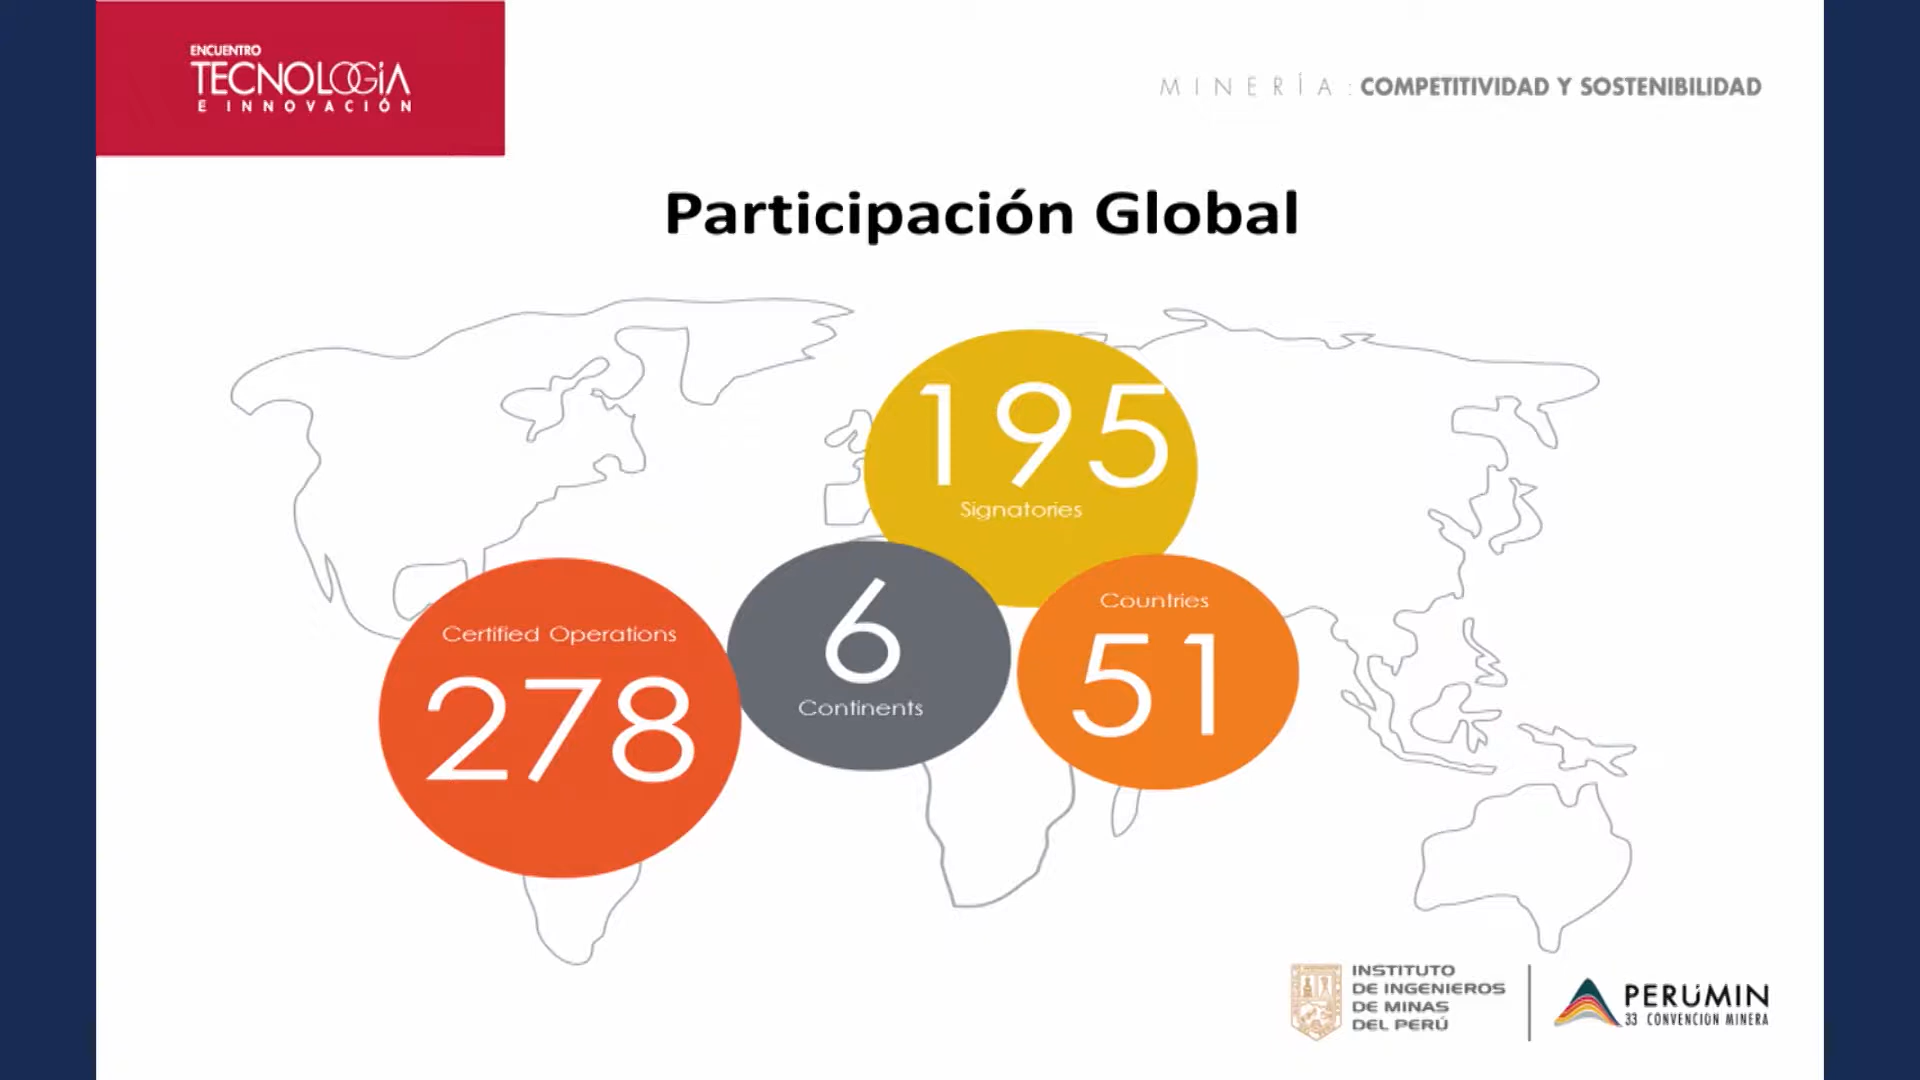 ENCUENTRO
TECNOLOGÍA
E INNOVACIÓN
MINERÍA: COMPETITIVIDAD Y SOSTENIBILIDAD
Participación Global
195
Signatories
Certified Operations
278
6
Continents
Countries
51
INSTITUTO
DE INGENIEROS
DE MINAS
DEL PERÚ
PERÚMIN
33 CONVENCIÓN MINERA